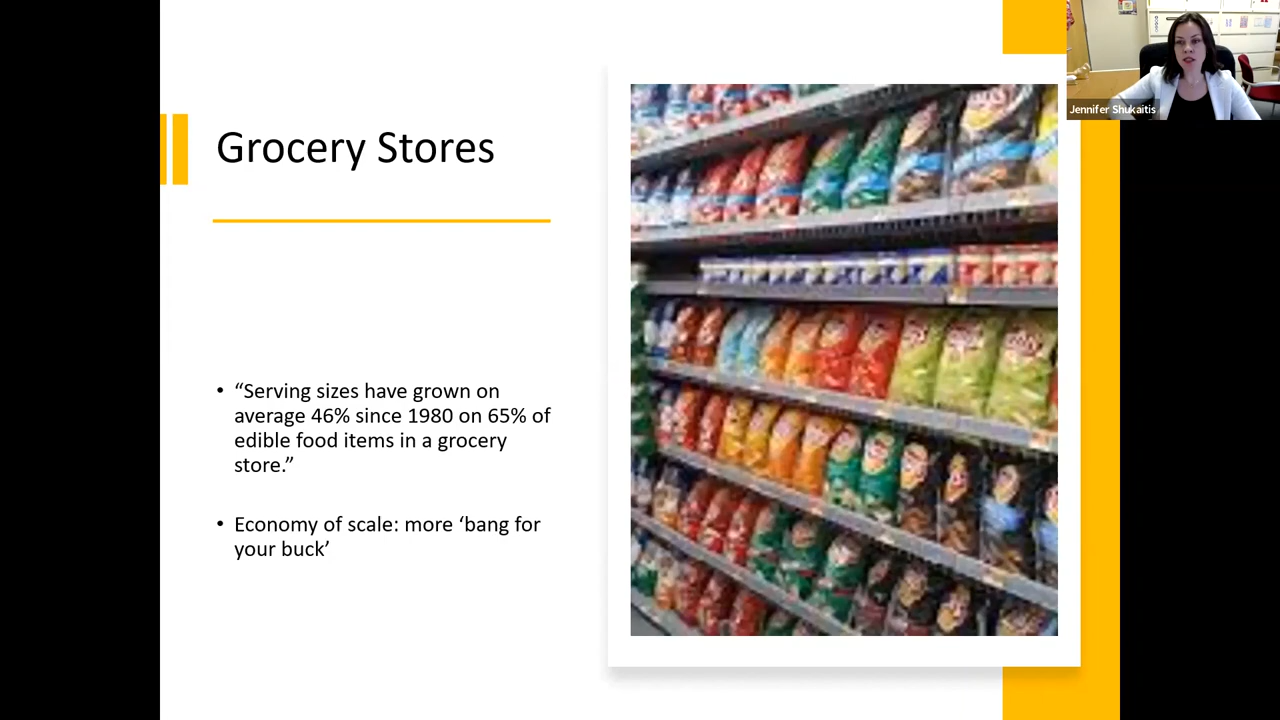 Jennifer Shukaitis
Grocery Stores
• “Serving sizes have grown on
average 46% since 1980 on 65% of
edible food items in a grocery
store.”
• Economy of scale: more ‘bang for
your buck’